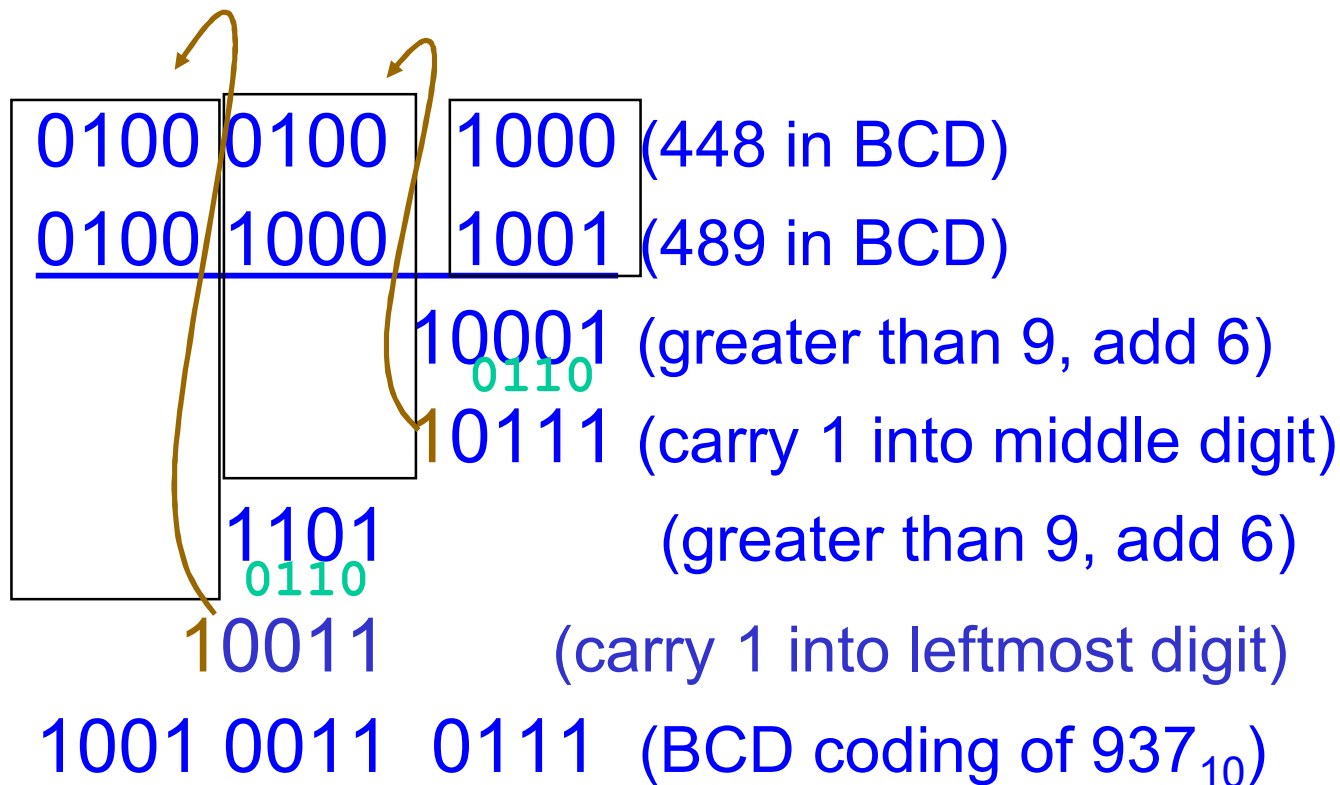 0100 0100 1000 (448 in BCD)
0100 1000 1001 (489 in BCD)
10001 (greater than 9, add 6)
0110
10111 (carry 1 into middle digit)
1101 (greater than 9, add 6)
0110
10011 (carry 1 into leftmost digit)
1001 0011 0111 (BCD coding of 937₁₀)